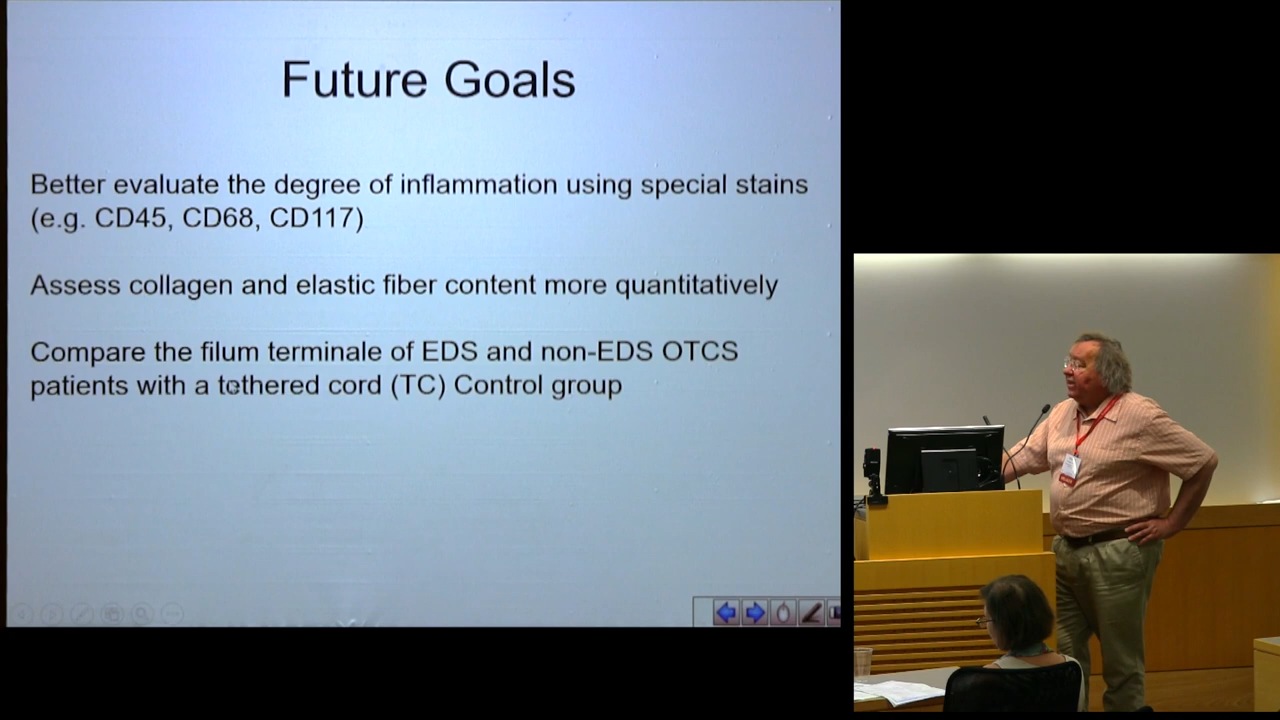 Future Goals
Better evaluate the degree of inflammation using special stains
(e.g. CD45, CD68, CD117)
Assess collagen and elastic fiber content more quantitatively
Compare the filum terminale of EDS and non-EDS OTCS
patients with a tethered cord (TC) Control group